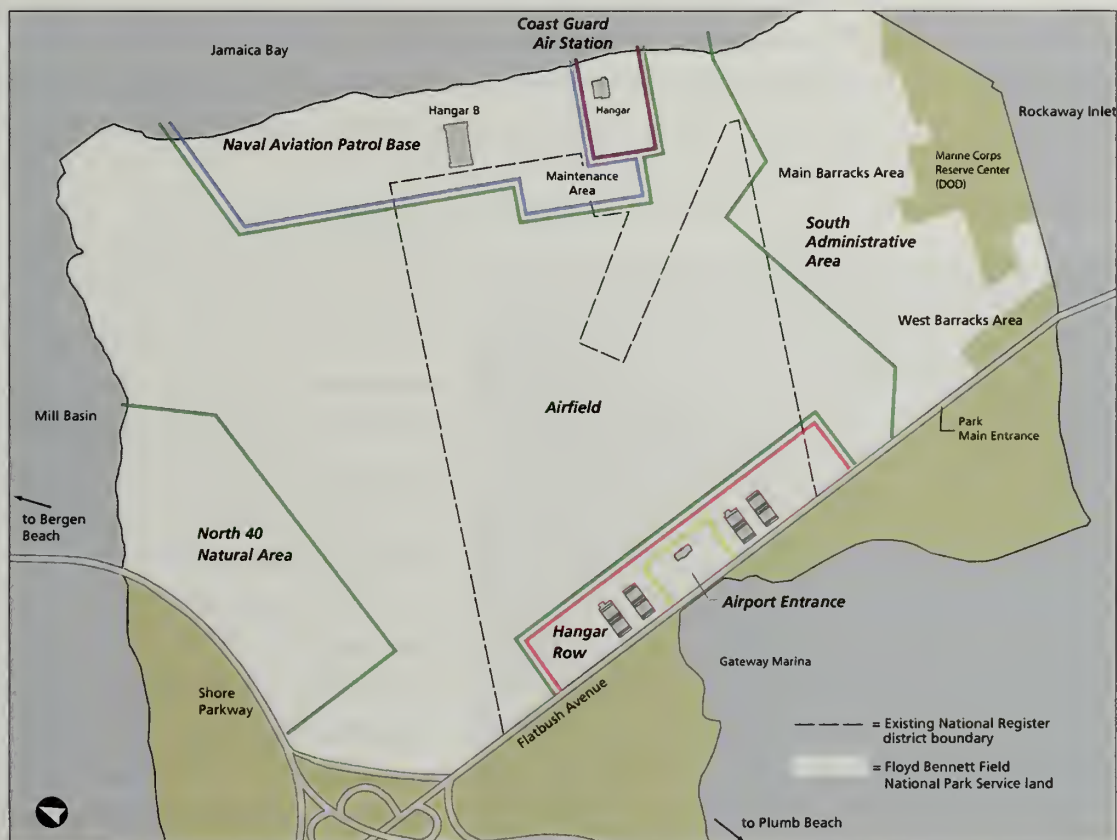 Coast Guard
Air Station
Jamaica Bay
Hangar B
Hangar
Rockaway Inlet
Naval Aviation Patrol Base
Maintenance
Area
Main Barracks Area
Marine Corps
Reserve Center
(DOD)
South
Administrative
Area
West Barracks Area
Mill Basin
Airfield
Park
Main Entrance
to Bergen
Beach
North 40
Natural Area
Airport Entrance
Hangar
Row
Gateway Marina
Shore
Parkway
Flatbush Avenue
= Existing National Register
district boundary
= Floyd Bennett Field
National Park Service land
to Plumb Beach